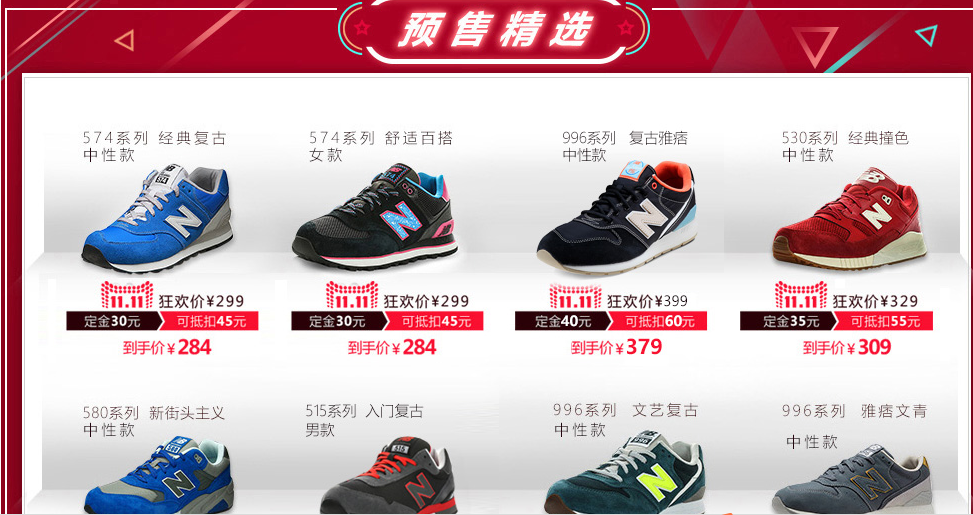 预售精选
574系列 经典复古
中性款
574系列 舒适百搭
女款
996系列 复古雅痞
中性款
530系列 经典撞色
中性款
11.11 狂欢价¥299
定金30元 可抵扣45元
到手价¥284
11.11 狂欢价¥299
定金30元 可抵扣45元
到手价¥284
11.11 狂欢价¥399
定金40元 可抵扣60元
到手价¥379
11.11 狂欢价¥329
定金35元 可抵扣55元
到手价¥309
580系列 新街头主义
中性款
515系列 入门复古
男款
996系列 文艺复古
中性款
996系列 雅痞文青
中性款